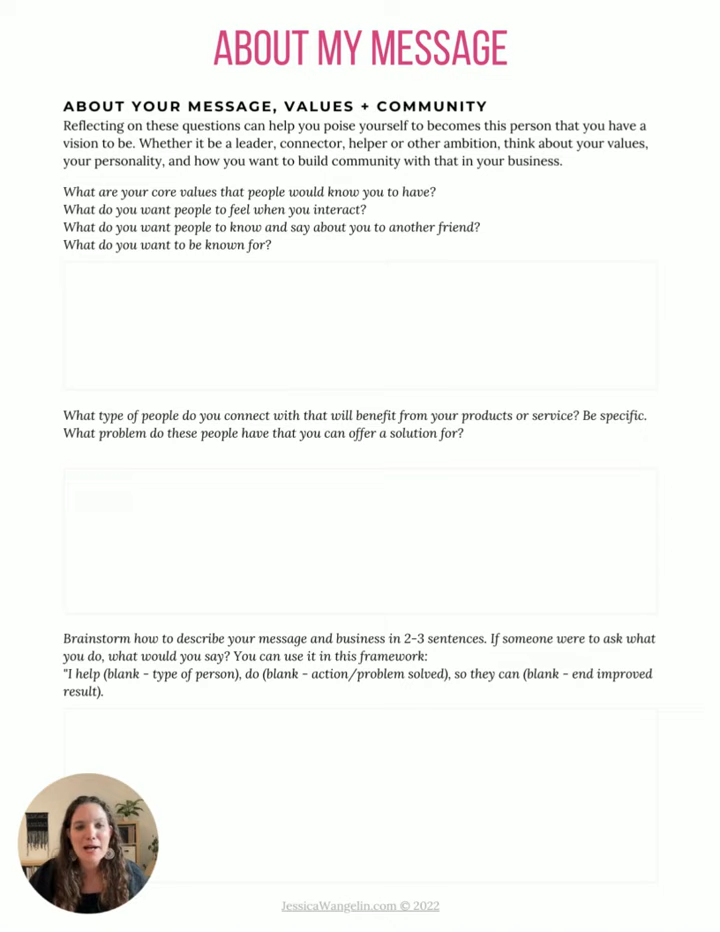 ABOUT MY MESSAGE
ABOUT YOUR MESSAGE, VALUES + COMMUNITY
Reflecting on these questions can help you poise yourself to becomes this person that you have a
vision to be. Whether it be a leader, connector, helper or other ambition, think about your values,
your personality, and how you want to build community with that in your business.
What are your core values that people would know you to have?
What do you want people to feel when you interact?
What do you want people to know and say about you to another friend?
What do you want to be known for?
What type of people do you connect with that will benefit from your products or service? Be specific.
What problem do these people have that you can offer a solution for?
Brainstorm how to describe your message and business in 2-3 sentences. If someone were to ask what
you do, what would you say? You can use it in this framework:
"I help (blank - type of person), do (blank - action/problem solved), so they can (blank - end improved
result).
JessicaWangelin.com © 2022